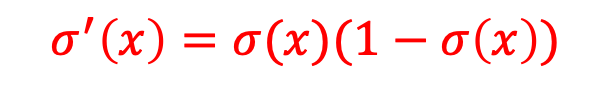 σ′(x) = σ(x)(1 − σ(x))